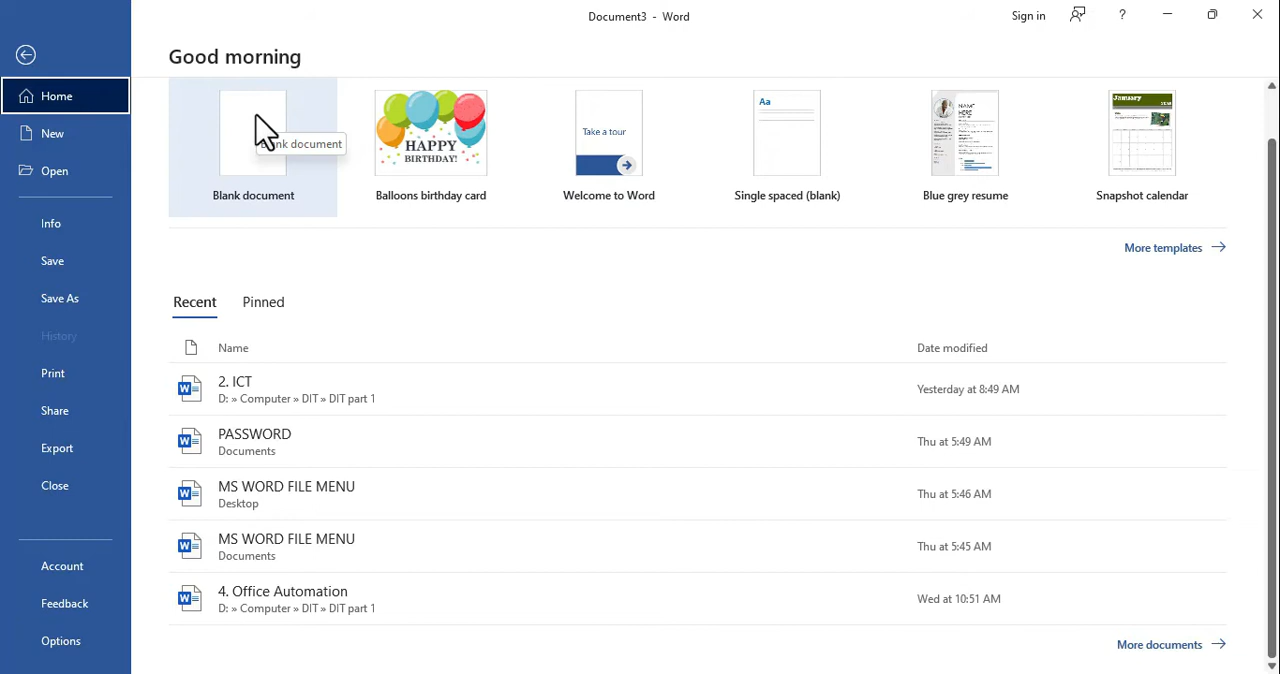 Document3 - Word
Sign in
?
Good morning
Home
New
Open
Info
Save
Save As
History
Print
Share
Export
Close
Account
Feedback
Options
HAPPY
BIRTHDAY!
Take a tour
Aa
NAME
HERE
January
nk document
Blank document
Balloons birthday card
Welcome to Word
Single spaced (blank)
Blue grey resume
Snapshot calendar
More templates
Recent Pinned
Name Date modified
2. ICT
D: » Computer » DIT » DIT part 1
Yesterday at 8:49 AM
PASSWORD
Documents
Thu at 5:49 AM
MS WORD FILE MENU
Desktop
Thu at 5:46 AM
MS WORD FILE MENU
Documents
Thu at 5:45 AM
4. Office Automation
D: » Computer » DIT » DIT part 1
Wed at 10:51 AM
More documents